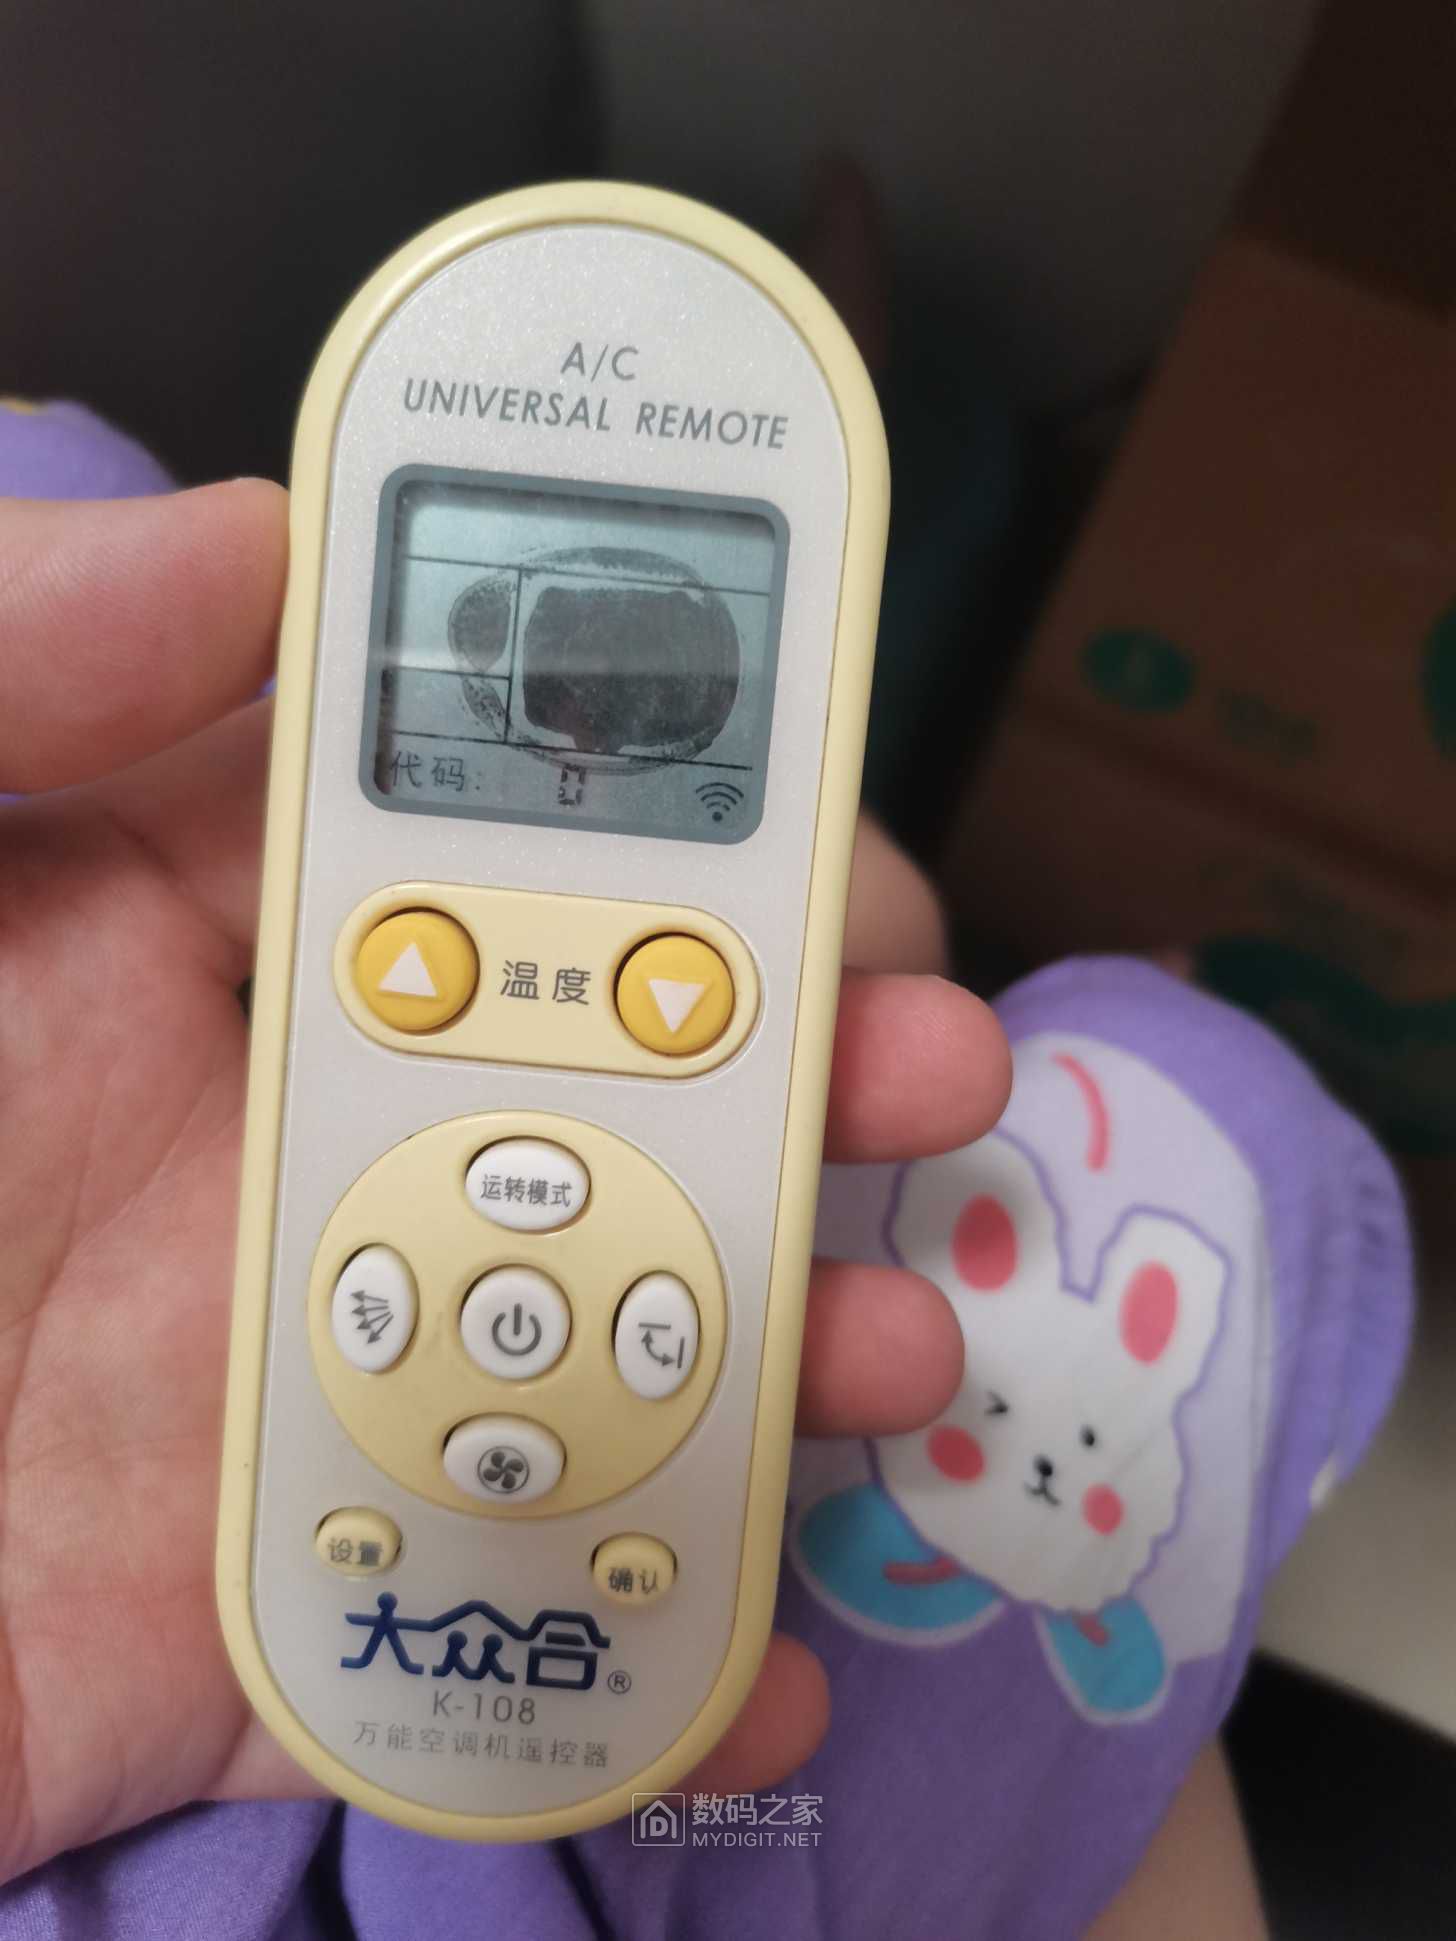 A/C
UNIVERSAL REMOTE
代码: 0
温度
运转模式
设置
确认
大众合®
K-108
万能空调机遥控器
数码之家
MYDIGIT.NET